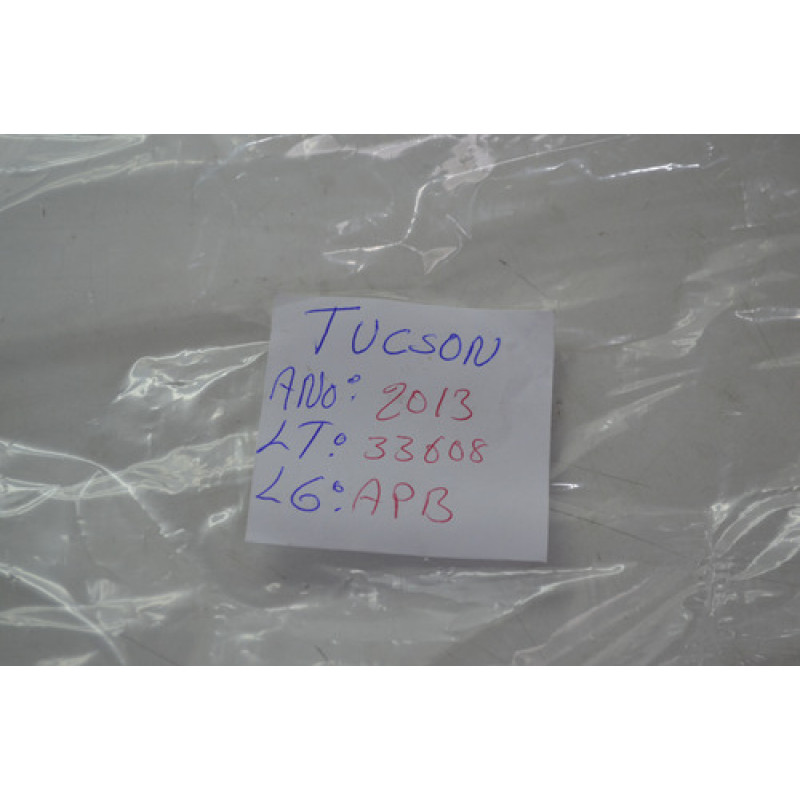 TUCSON
ANO: 2013
LT: 33608
LG: APB